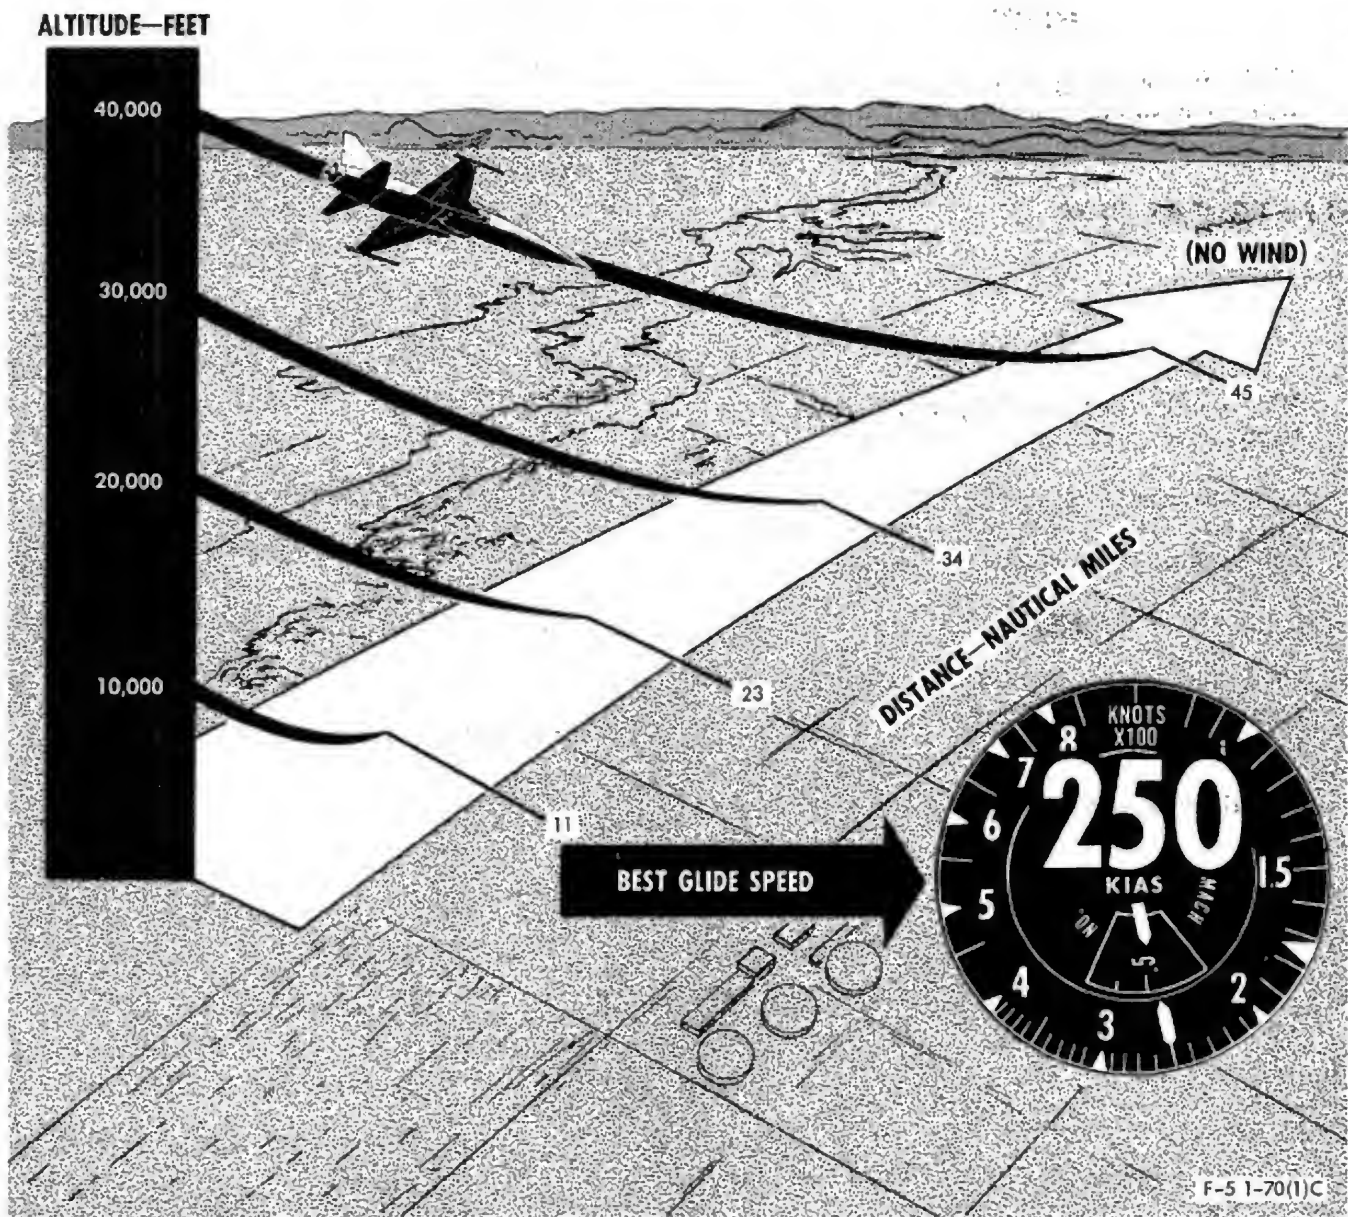 ALTITUDE—FEET
40,000
(NO WIND)
30,000
45
20,000
34
DISTANCE—NAUTICAL MILES
10,000
23
11
BEST GLIDE SPEED
KNOTS
X100
8
1
7
250
6
1.5
KIAS
MACH
NO.
5
.5
4
2
3
F-5 1-70(1)C